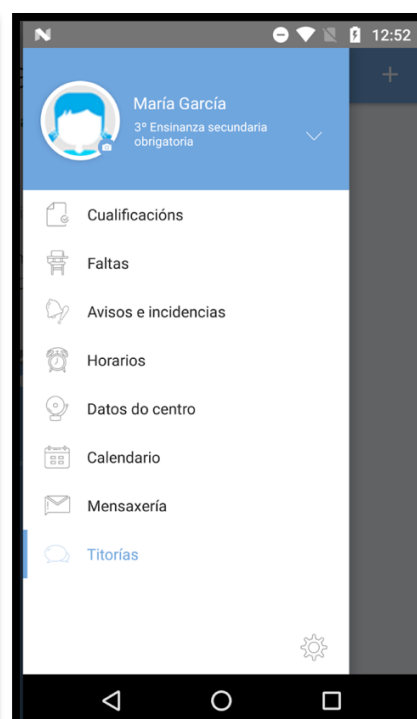 12:52
María García
3º Ensinanza secundaria
obrigatoria
Cualificacións
Faltas
Avisos e incidencias
Horarios
Datos do centro
Calendario
Mensaxería
Titorías